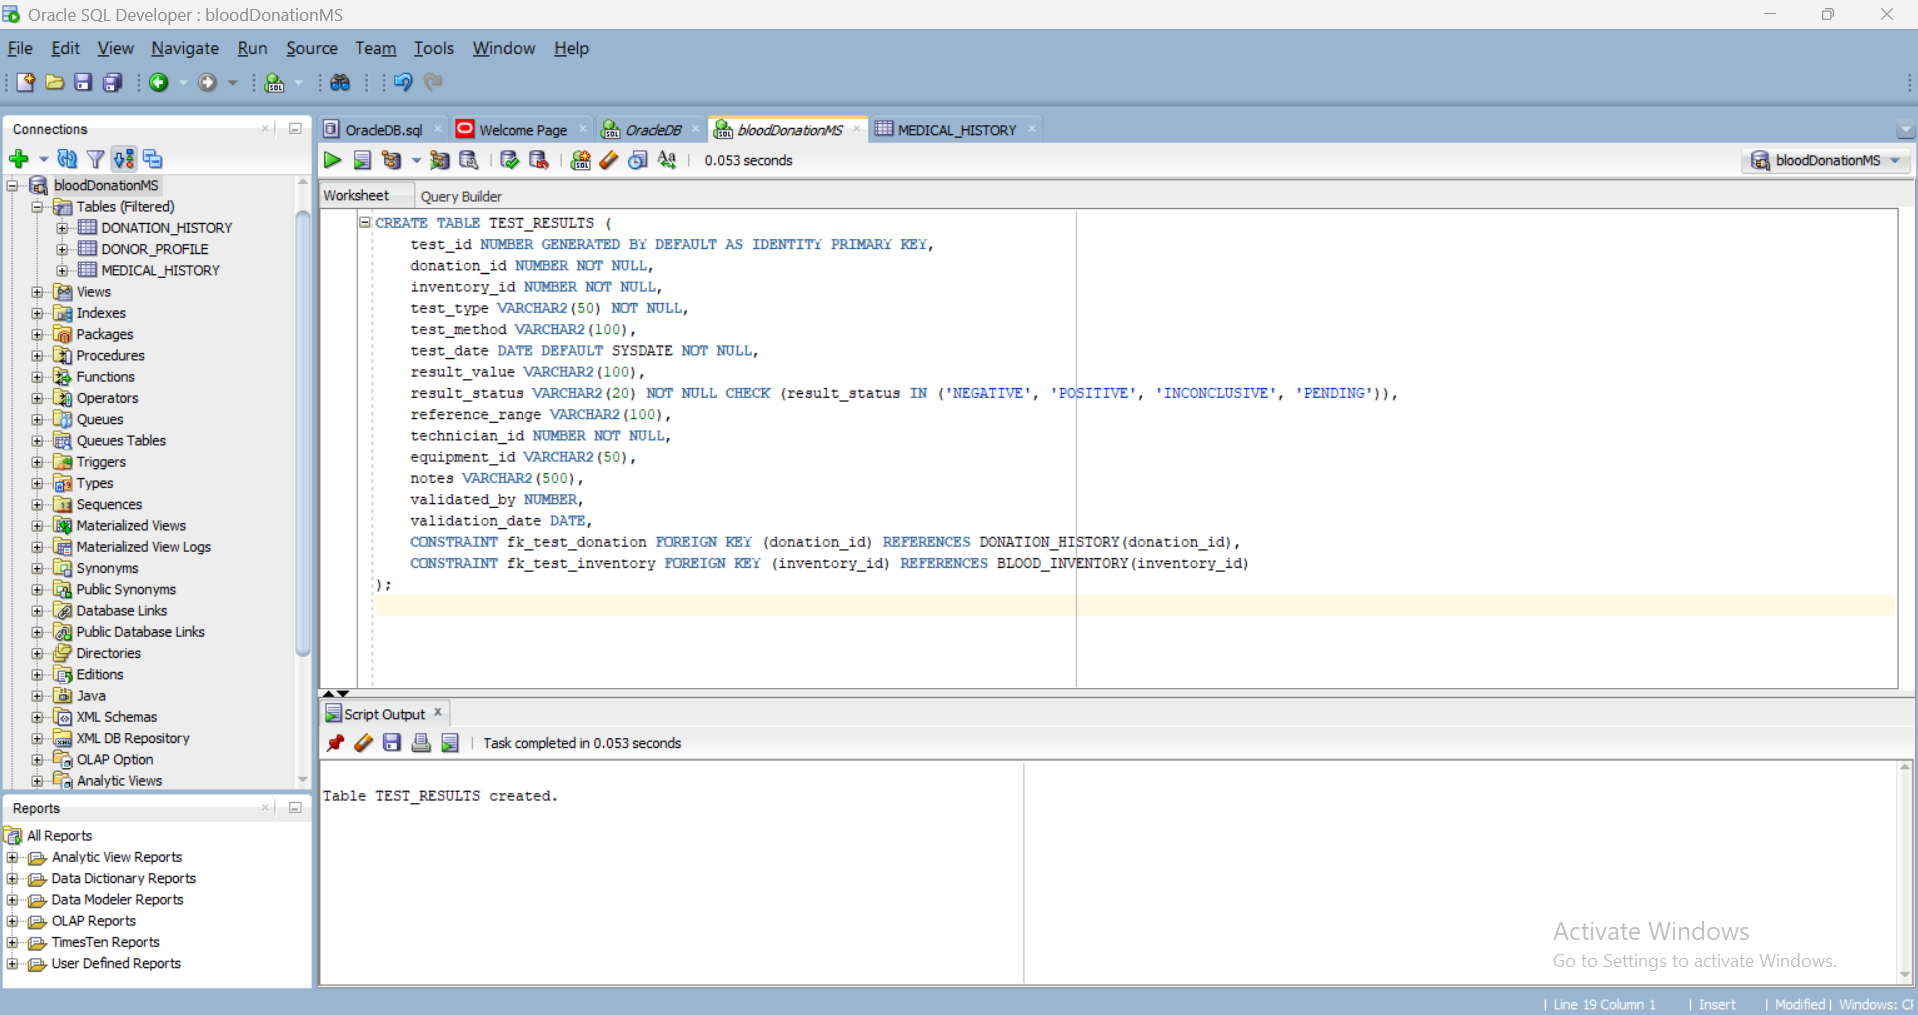 Oracle SQL Developer : bloodDonationMS
File Edit View Navigate Run Source Team Tools Window Help
Connections
OracleDB.sql
Welcome Page
OracleDB
bloodDonationMS
MEDICAL_HISTORY
0.053 seconds
bloodDonationMS
bloodDonationMS
Tables (Filtered)
DONATION_HISTORY
DONOR_PROFILE
MEDICAL_HISTORY
Views
Indexes
Packages
Procedures
Functions
Operators
Queues
Queues Tables
Triggers
Types
Sequences
Materialized Views
Materialized View Logs
Synonyms
Public Synonyms
Database Links
Public Database Links
Directories
Editions
Java
XML Schemas
XML DB Repository
OLAP Option
Analytic Views
Reports
All Reports
Analytic View Reports
Data Dictionary Reports
Data Modeler Reports
OLAP Reports
TimesTen Reports
User Defined Reports
Worksheet Query Builder
CREATE TABLE TEST_RESULTS (
test_id NUMBER GENERATED BY DEFAULT AS IDENTITY PRIMARY KEY,
donation_id NUMBER NOT NULL,
inventory_id NUMBER NOT NULL,
test_type VARCHAR2(50) NOT NULL,
test_method VARCHAR2(100),
test_date DATE DEFAULT SYSDATE NOT NULL,
result_value VARCHAR2(100),
result_status VARCHAR2(20) NOT NULL CHECK (result_status IN ('NEGATIVE', 'POSITIVE', 'INCONCLUSIVE', 'PENDING')),
reference_range VARCHAR2(100),
technician_id NUMBER NOT NULL,
equipment_id VARCHAR2(50),
notes VARCHAR2(500),
validated_by NUMBER,
validation_date DATE,
CONSTRAINT fk_test_donation FOREIGN KEY (donation_id) REFERENCES DONATION_HISTORY(donation_id),
CONSTRAINT fk_test_inventory FOREIGN KEY (inventory_id) REFERENCES BLOOD_INVENTORY(inventory_id)
);
Script Output
Task completed in 0.053 seconds
Table TEST_RESULTS created.
Activate Windows
Go to Settings to activate Windows.
Line 19 Column 1 | Insert | Modified | Windows: